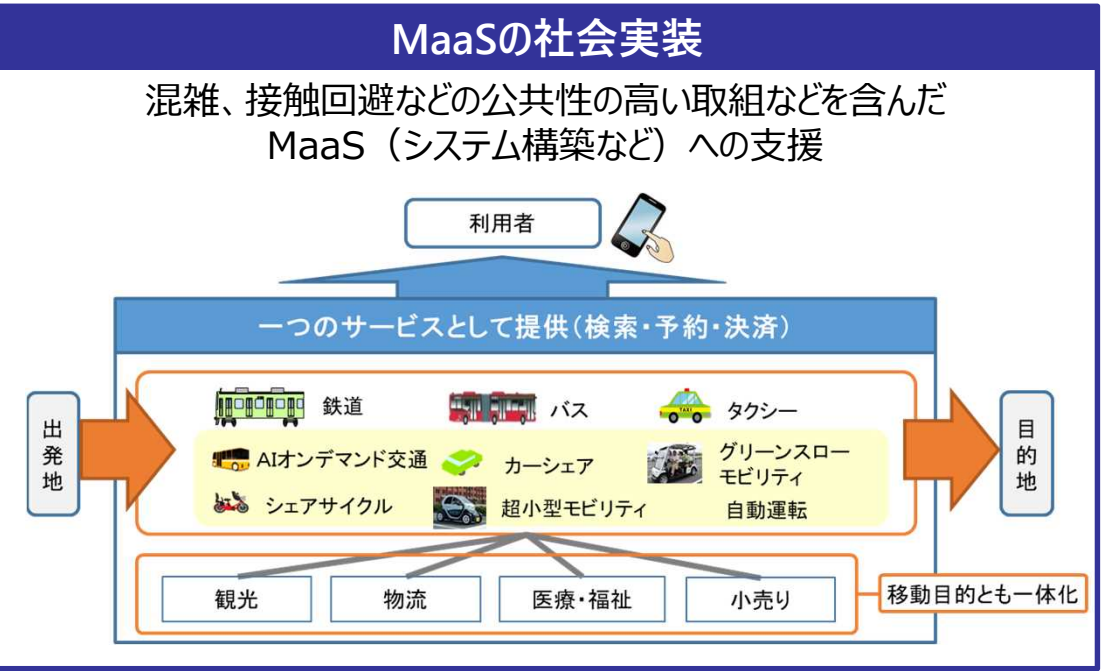 MaaSの社会実装
混雑、接触回避などの公共性の高い取組などを含んだ
MaaS（システム構築など）への支援
利用者
一つのサービスとして提供（検索・予約・決済）
出発地
鉄道
バス
TAXI
タクシー
AIオンデマンド交通
カーシェア
グリーンスロー
モビリティ
シェアサイクル
超小型モビリティ
自動運転
目的地
観光
物流
医療・福祉
小売り
移動目的とも一体化